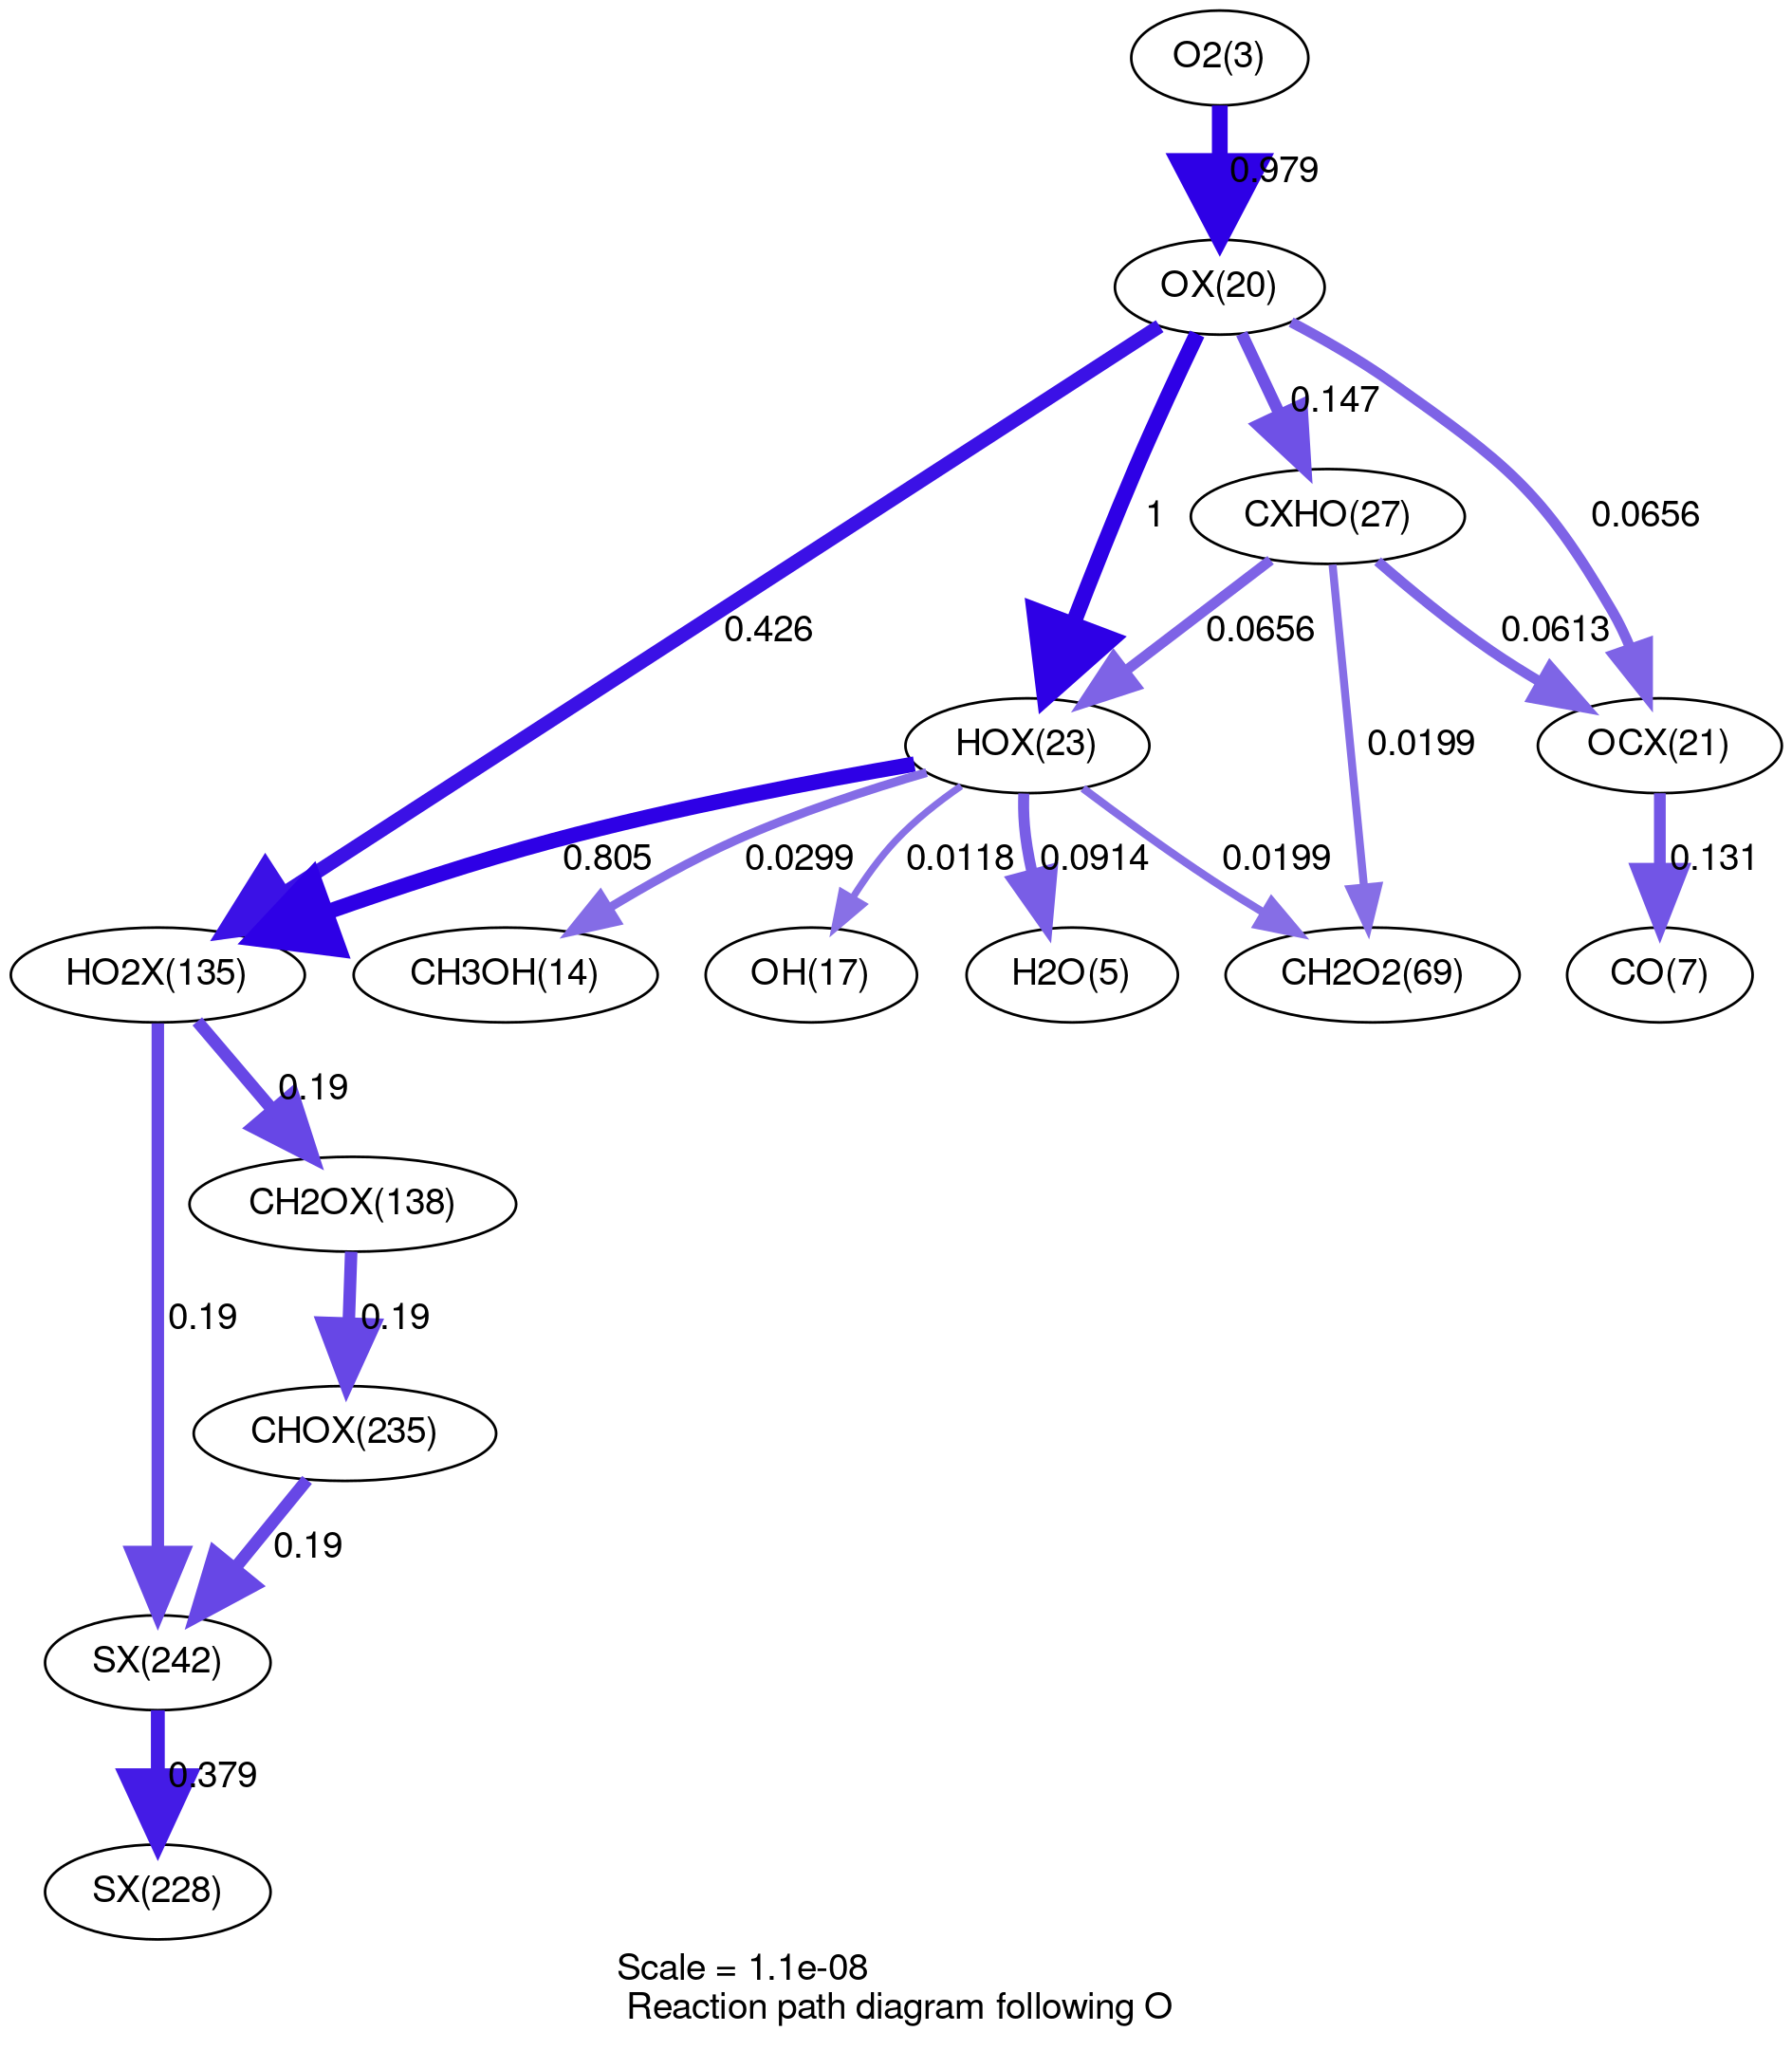 O2(3)
0.979
OX(20)
0.147
CXHO(27)
1
0.0656
0.426
0.0656
0.0613
HOX(23)
0.0199
OCX(21)
0.805
0.0299
0.0118
0.0914
0.0199
0.131
HO2X(135)
CH3OH(14)
OH(17)
H2O(5)
CH2O2(69)
CO(7)
0.19
CH2OX(138)
0.19
0.19
CHOX(235)
0.19
SX(242)
0.379
SX(228)
Scale = 1.1e-08
Reaction path diagram following O